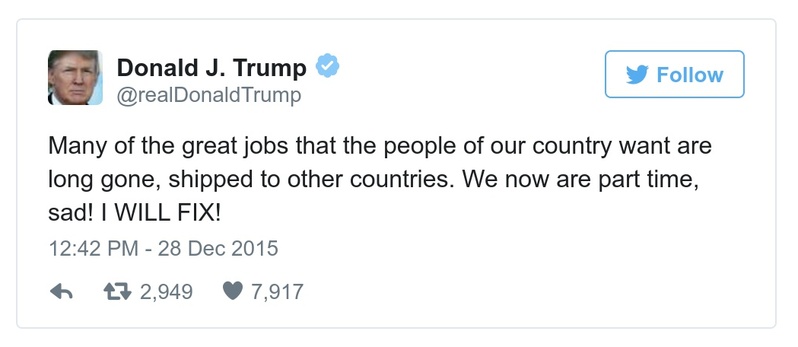 Donald J. Trump
@realDonaldTrump
Follow
Many of the great jobs that the people of our country want are
long gone, shipped to other countries. We now are part time,
sad! I WILL FIX!
12:42 PM - 28 Dec 2015
2,949 7,917